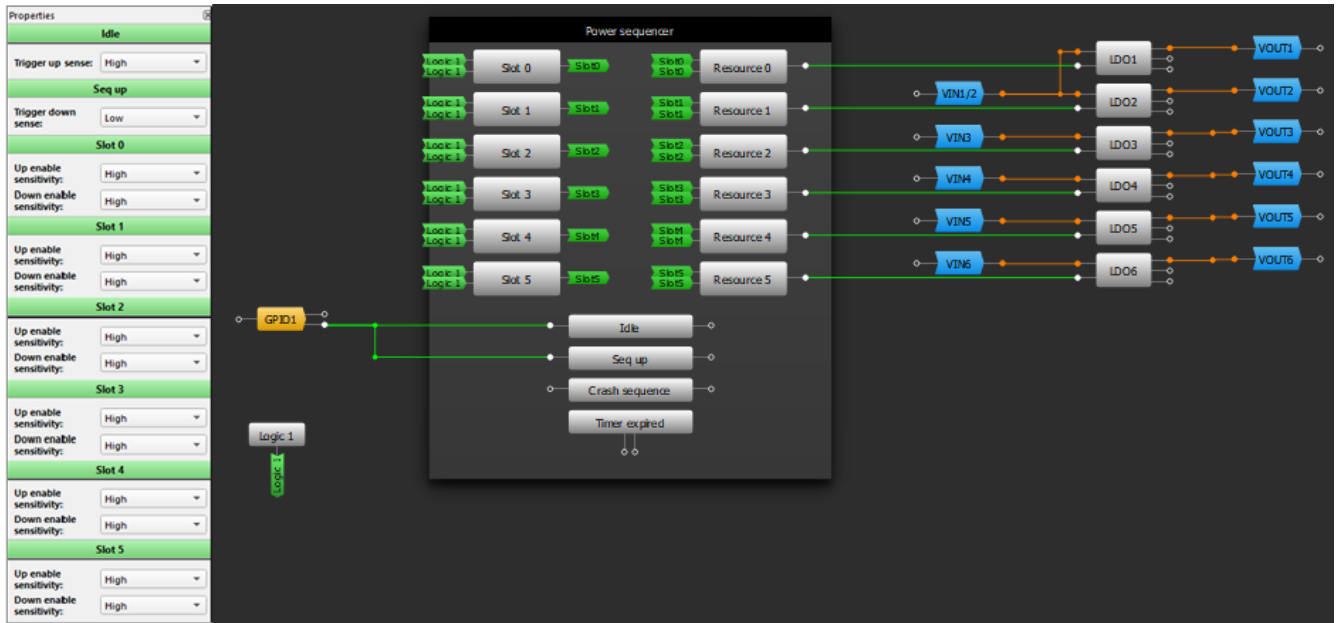 Properties
Idle
Trigger up sense: High
Seq up
Trigger down
sense: Low
Slot 0
Up enable
sensitivity: High
Down enable
sensitivity: High
Slot 1
Up enable
sensitivity: High
Down enable
sensitivity: High
Slot 2
Up enable
sensitivity: High
Down enable
sensitivity: High
Slot 3
Up enable
sensitivity: High
Down enable
sensitivity: High
Slot 4
Up enable
sensitivity: High
Down enable
sensitivity: High
Slot 5
Up enable
sensitivity: High
Down enable
sensitivity: High
GPIO1
Logic 1
Logic 1
Power sequencer
Logic 1
Logic 1
Slot 0
Slot0
Slot0
Slot0
Resource 0
Logic 1
Logic 1
Slot 1
Slot1
Slot1
Slot1
Resource 1
Logic 1
Logic 1
Slot 2
Slot2
Slot2
Slot2
Resource 2
Logic 1
Logic 1
Slot 3
Slot3
Slot3
Slot3
Resource 3
Logic 1
Logic 1
Slot 4
Slot4
Slot4
Slot4
Resource 4
Logic 1
Logic 1
Slot 5
Slot5
Slot5
Slot5
Resource 5
Idle
Seq up
Crash sequence
Timer expired
VIN1/2
VIN3
VIN4
VIN5
VIN6
LDO1
LDO2
LDO3
LDO4
LDO5
LDO6
VOUT1
VOUT2
VOUT3
VOUT4
VOUT5
VOUT6